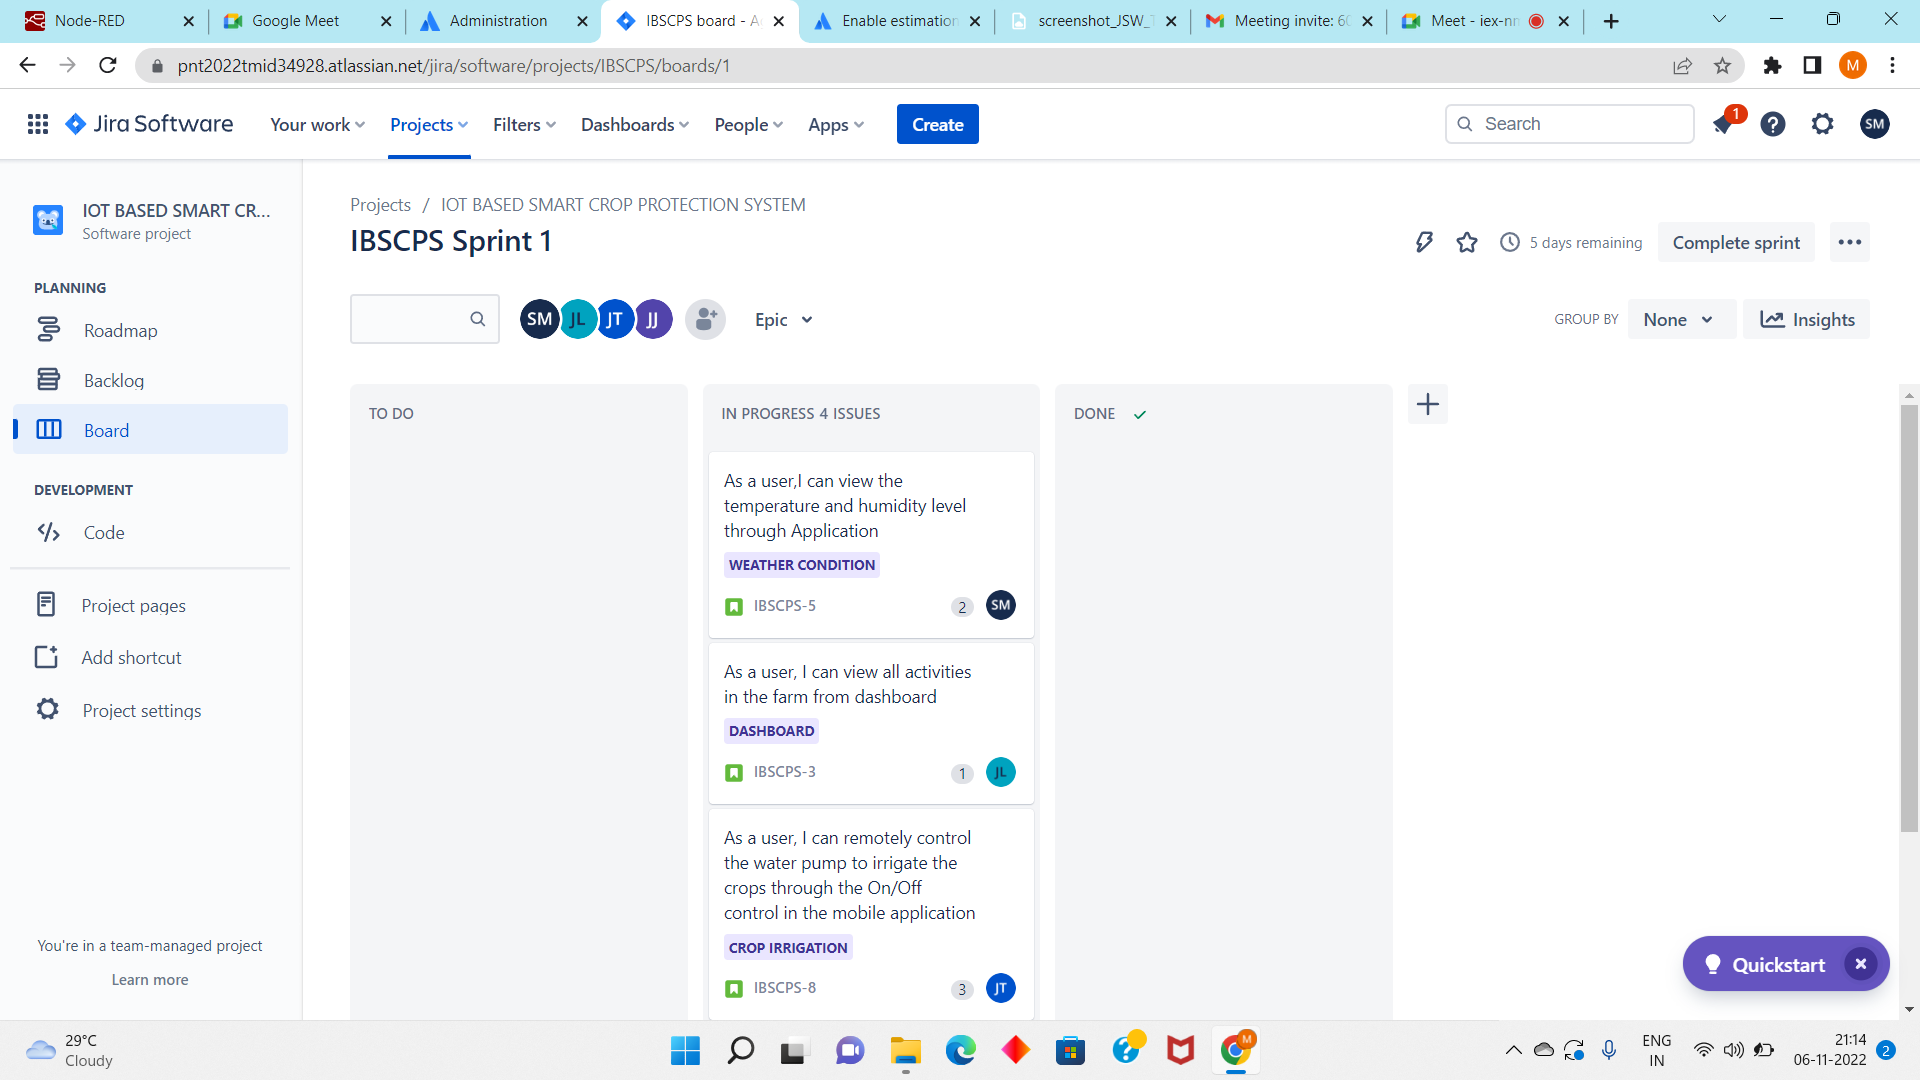 Node-RED
Google Meet
Administration
IBSCPS board - A
Enable estimation
screenshot_JSW_
Meeting invite: 60
Meet - iex-nn
pnt2022tmid34928.atlassian.net/jira/software/projects/IBSCPS/boards/1
M
Jira Software
Your work
Projects
Filters
Dashboards
People
Apps
Create
Search
1
SM
IOT BASED SMART CR...
Software project
PLANNING
Roadmap
Backlog
Board
DEVELOPMENT
Code
Project pages
Add shortcut
Project settings
You're in a team-managed project
Learn more
Projects / IOT BASED SMART CROP PROTECTION SYSTEM
IBSCPS Sprint 1
5 days remaining
Complete sprint
SM JL JT JJ
Epic
GROUP BY
None
Insights
TO DO
IN PROGRESS 4 ISSUES
As a user,I can view the
temperature and humidity level
through Application
WEATHER CONDITION
IBSCPS-5
2
SM
As a user, I can view all activities
in the farm from dashboard
DASHBOARD
IBSCPS-3
1
JL
As a user, I can remotely control
the water pump to irrigate the
crops through the On/Off
control in the mobile application
CROP IRRIGATION
IBSCPS-8
3
JT
DONE
Quickstart
29°C
Cloudy
M
ENG
IN
21:14
06-11-2022
2